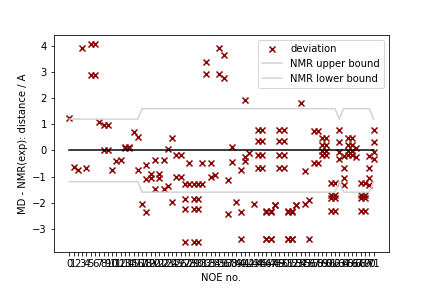 4
3
2
1
0
−1
−2
−3
MD - NMR(exp): distance / A
deviation
NMR upper bound
NMR lower bound
NOE no.